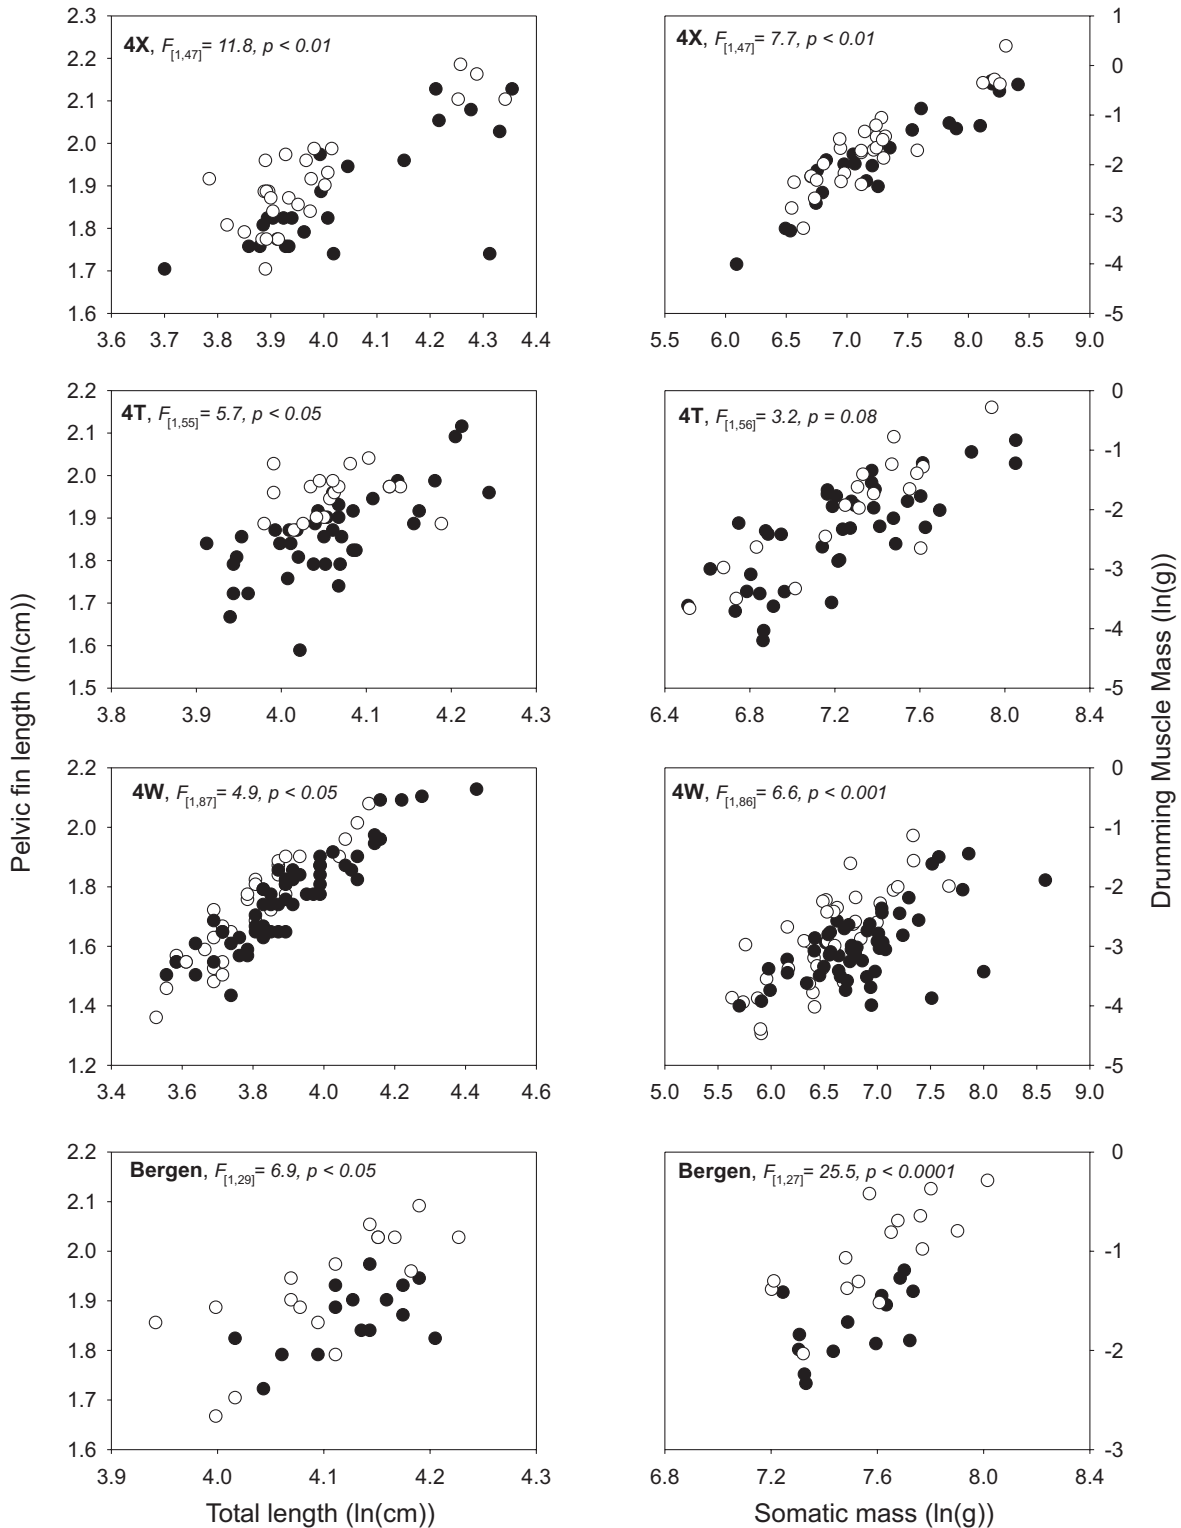 2.3
2.2
2.1
2.0
1.9
1.8
1.7
1.6
4X, F[1,47]= 11.8, p < 0.01
3.6 3.7 3.8 3.9 4.0 4.1 4.2 4.3 4.4
4X, F[1,47]= 7.7, p < 0.01
1
0
-1
-2
-3
-4
-5
5.5 6.0 6.5 7.0 7.5 8.0 8.5 9.0
2.2
2.1
2.0
1.9
1.8
1.7
1.6
1.5
4T, F[1,55]= 5.7, p < 0.05
3.8 3.9 4.0 4.1 4.2 4.3
4T, F[1,56]= 3.2, p = 0.08
0
-1
-2
-3
-4
-5
6.4 6.8 7.2 7.6 8.0 8.4
Pelvic fin length (ln(cm))
Drumming Muscle Mass (ln(g))
2.2
2.0
1.8
1.6
1.4
1.2
4W, F[1,87]= 4.9, p < 0.05
3.4 3.6 3.8 4.0 4.2 4.4 4.6
4W, F[1,86]= 6.6, p < 0.001
0
-1
-2
-3
-4
-5
5.0 5.5 6.0 6.5 7.0 7.5 8.0 8.5 9.0
2.2
2.1
2.0
1.9
1.8
1.7
1.6
Bergen, F[1,29]= 6.9, p < 0.05
3.9 4.0 4.1 4.2 4.3
Total length (ln(cm))
Bergen, F[1,27]= 25.5, p < 0.0001
0
-1
-2
-3
6.8 7.2 7.6 8.0 8.4
Somatic mass (ln(g))